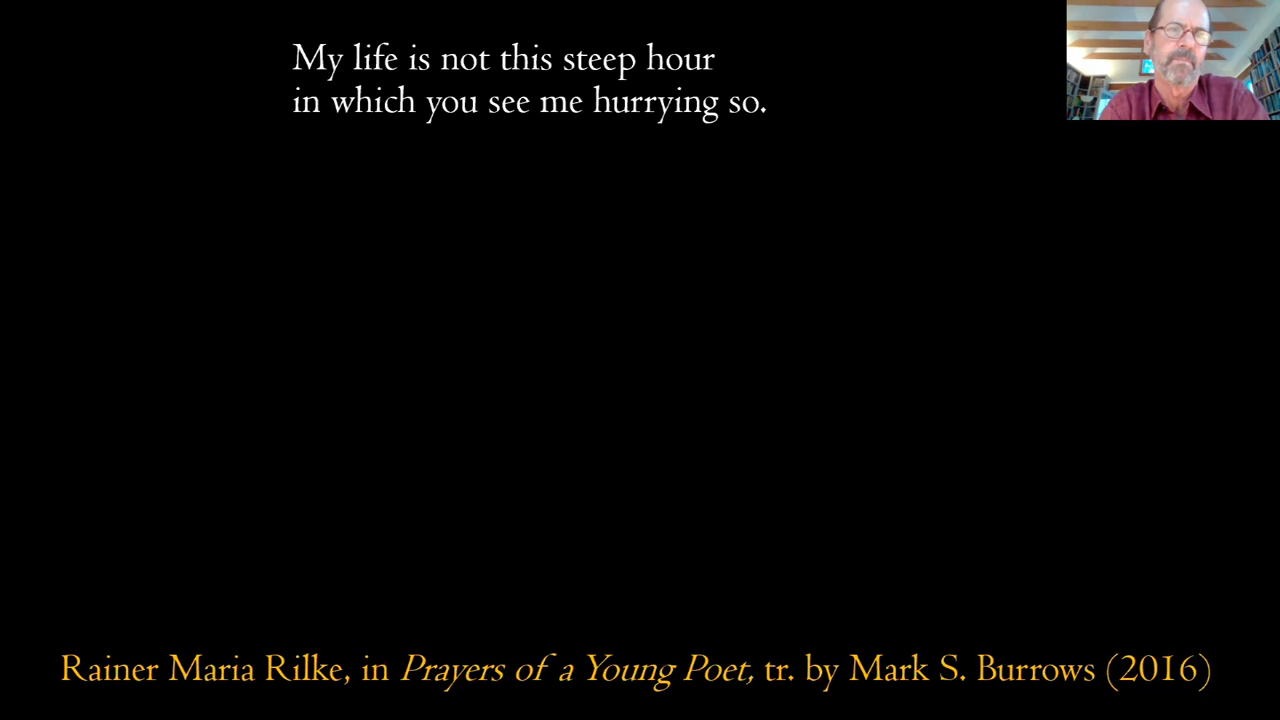 My life is not this steep hour
in which you see me hurrying so.
Rainer Maria Rilke, in Prayers of a Young Poet, tr. by Mark S. Burrows (2016)